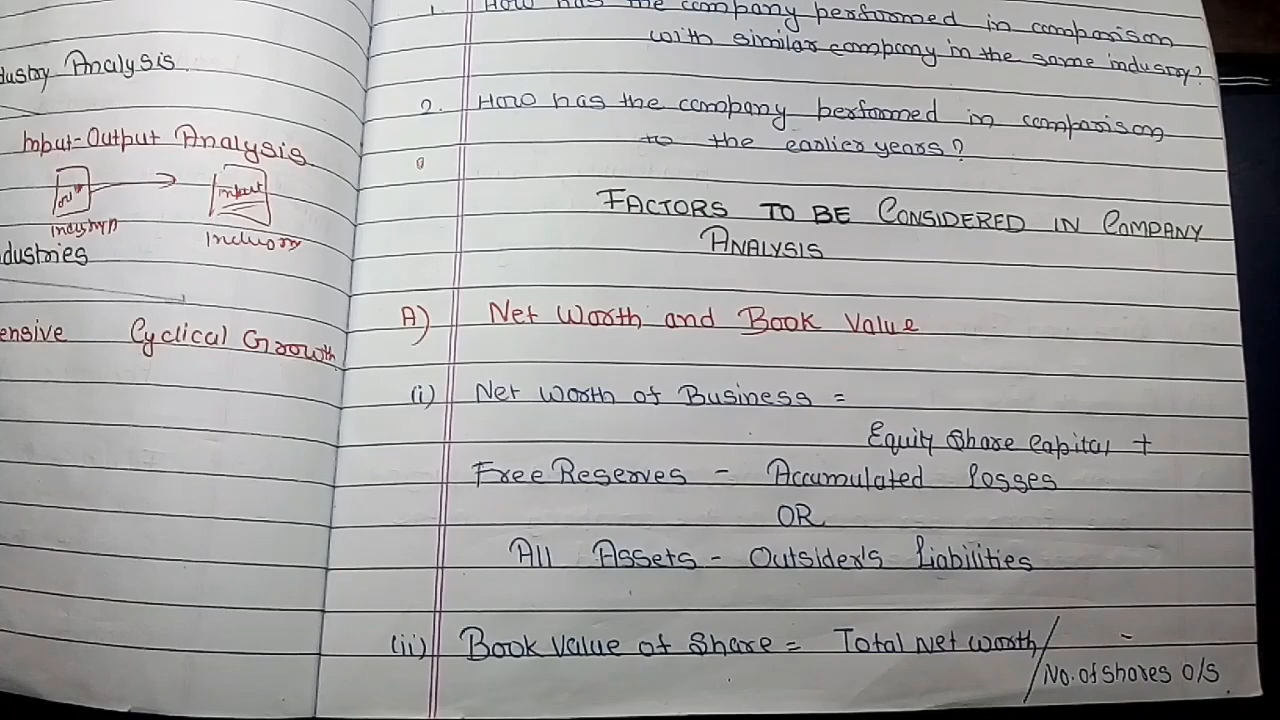 dustry Analysis
Input-Output Analysis
out
input
Industry
dustries
ensive Cyclical Growth
1. How has the company performed in comparison
with similar company in the same industry?
2. How has the company performed in comparison
to the earlier years?
FACTORS TO BE CONSIDERED IN COMPANY
ANALYSIS
A) Net Worth and Book Value
(i) Net Worth of Business =
Equity Share Capital +
Free Reserves - Accumulated Losses
OR
All Assets - Outsider's Liabilities
(ii) Book Value of Share = Total Net Worth/
No. of Shares O/S